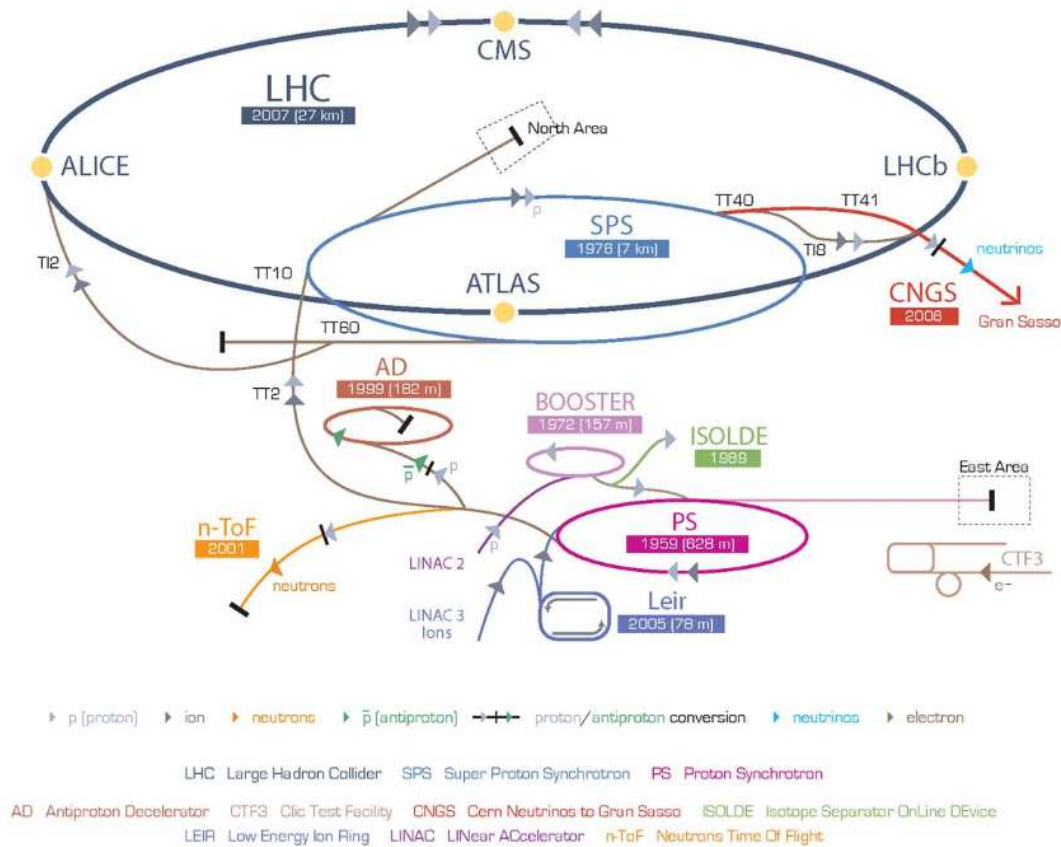 CMS
LHC
2007 (27 km)
North Area
ALICE
LHCb
TT40
TT41
SPS
1976 (7 km)
p
TI8
neutrinos
TI2
TT10
ATLAS
CNGS
2006
Gran Sasso
TT60
AD
1999 (182 m)
TT2
BOOSTER
1972 (157 m)
ISOLDE
1989
p
p̅
East Area
n-ToF
2001
PS
1959 (628 m)
p
LINAC 2
CTF3
neutrons
e-
Leir
2005 (78 m)
LINAC 3
Ions
p (proton) ion neutrons p̅ (antiproton) proton/antiproton conversion neutrinos electron
LHC Large Hadron Collider SPS Super Proton Synchrotron PS Proton Synchrotron
AD Antiproton Decelerator CTF3 Clic Test Facility CNGS Cern Neutrinos to Gran Sasso ISOLDE Isotope Separator OnLine DEvice
LEIR Low Energy Ion Ring LINAC LINear ACcelerator n-ToF Neutrons Time Of Flight